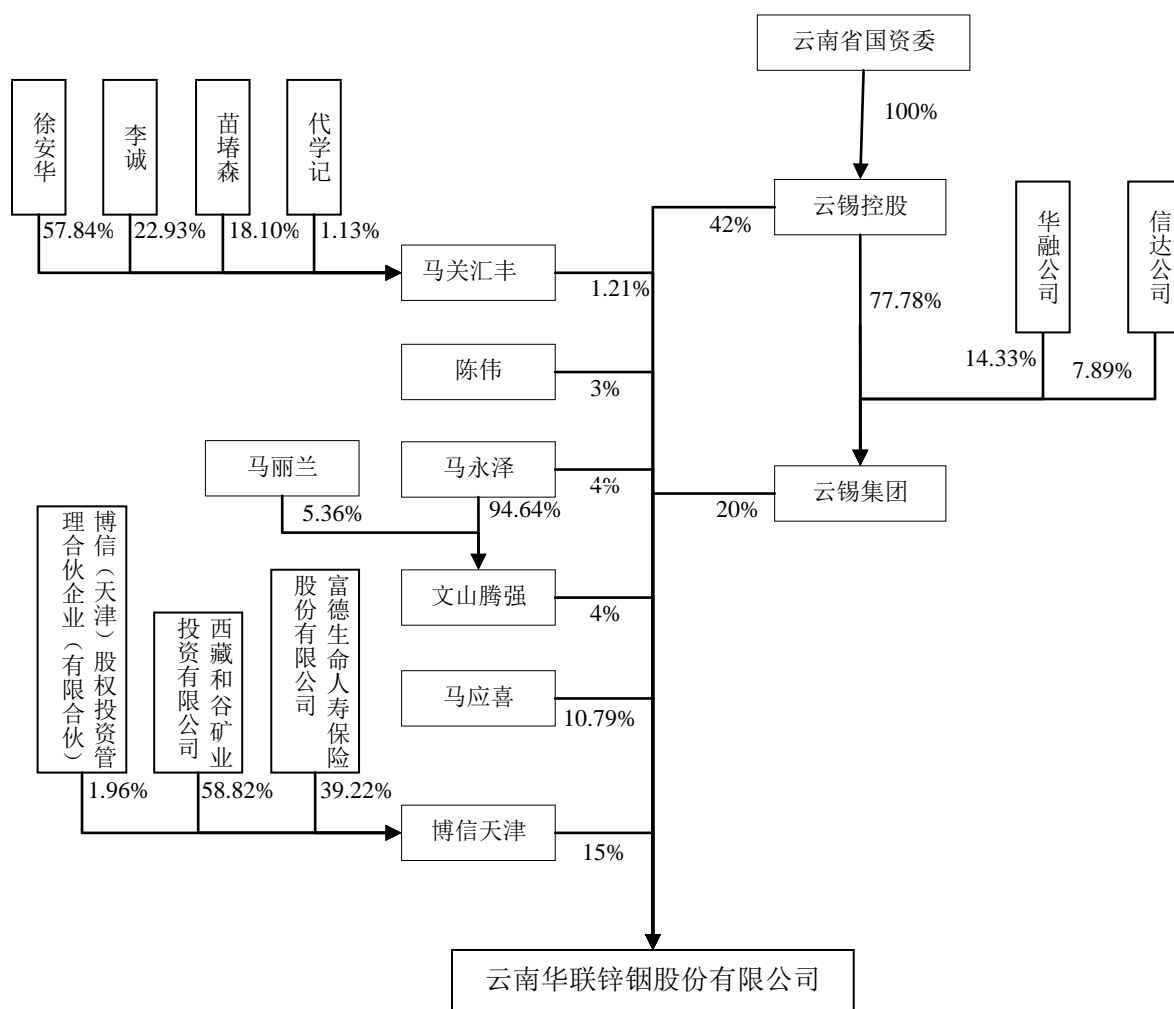 云南省国资委
100%
徐安华
李诚
苗堾森
代学记
57.84%
22.93%
18.10%
1.13%
云锡控股
华融公司
信达公司
42%
马关汇丰
1.21%
77.78%
14.33%
7.89%
陈伟
3%
马丽兰
马永泽
4%
云锡集团
20%
5.36%
94.64%
文山腾强
4%
博信（天津）股权投资管
理合伙企业（有限合伙）
西藏和谷矿业
投资有限公司
富德生命人寿保险
股份有限公司
马应喜
10.79%
1.96%
58.82%
39.22%
博信天津
15%
云南华联锌铟股份有限公司